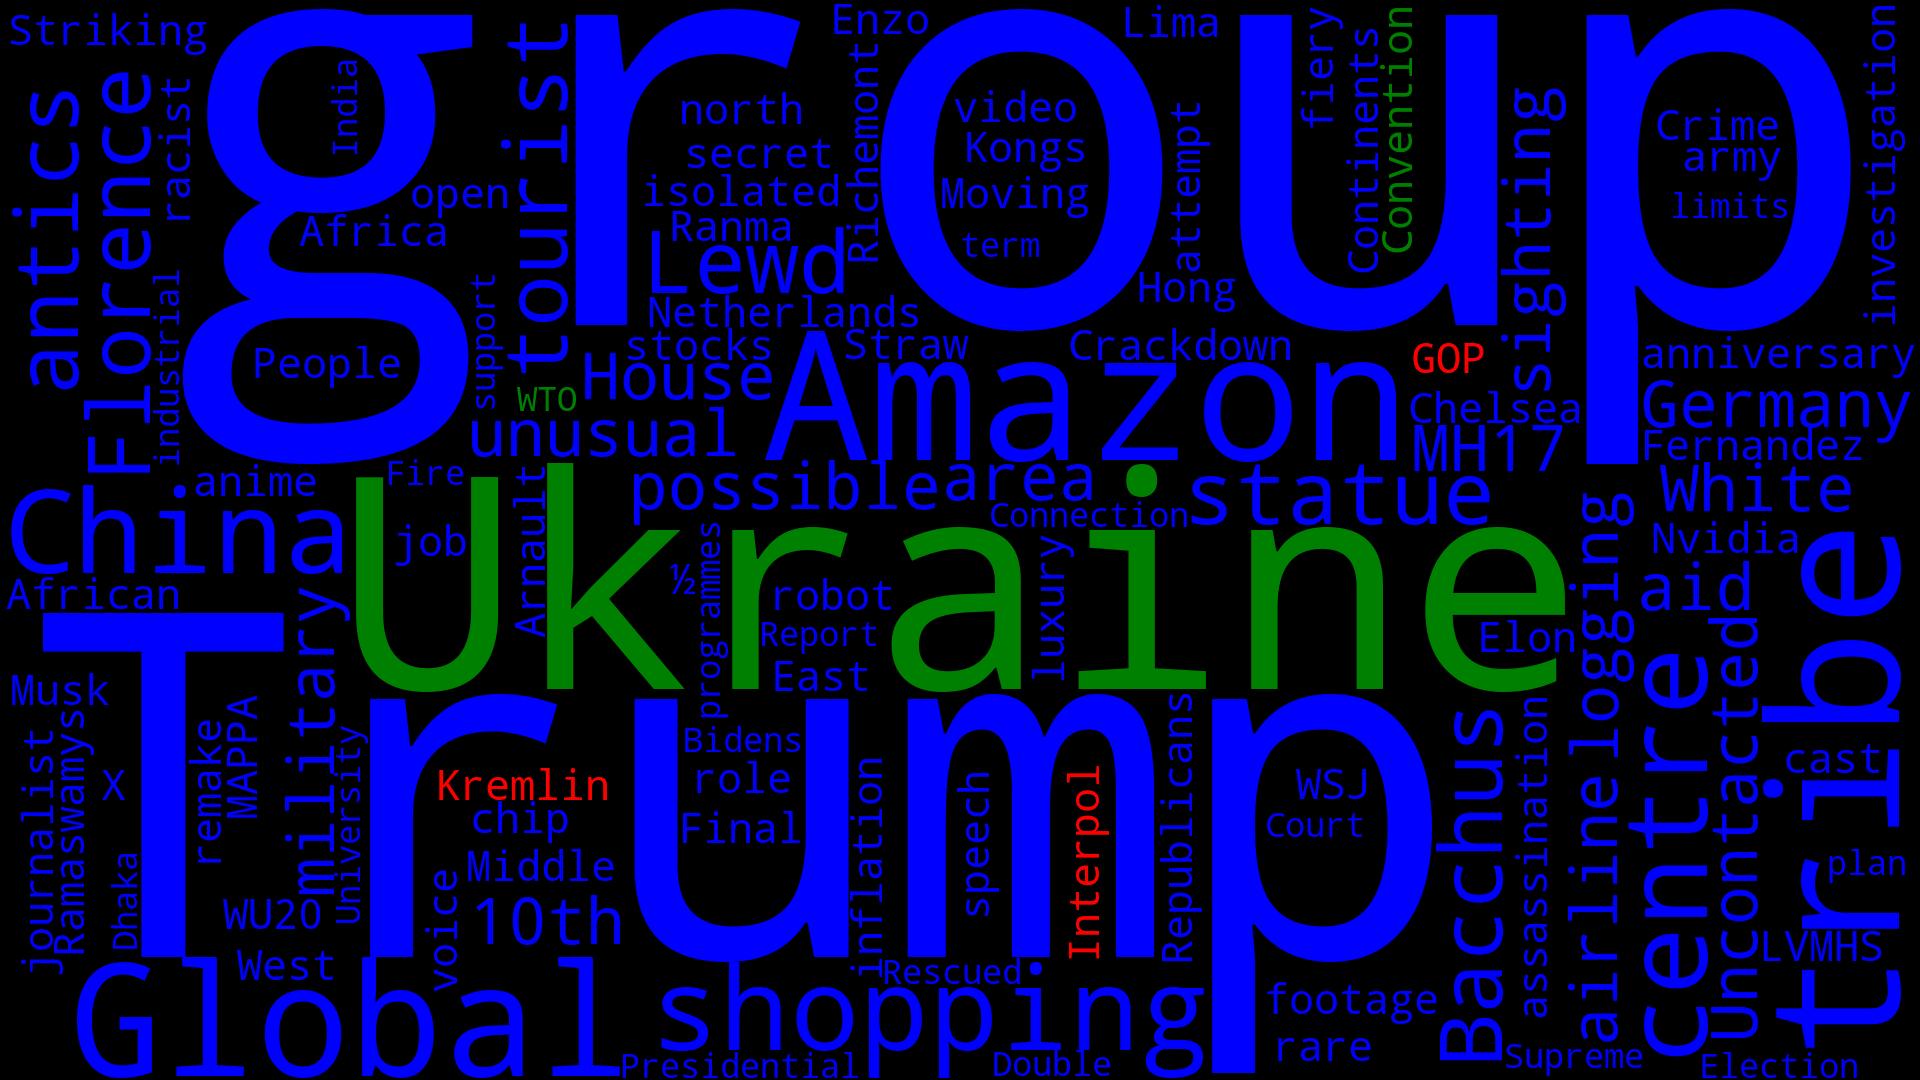 Striking
group
Enzo
Lima
fiery
Convention
Continents
investigation
antics
Florence
racist
India
tourist
north
secret
isolated
Ranma
Lewd
Netherlands
Richemont
video
Kongs
Moving
term
attempt
Hong
sighting
Crime
army
limits
open
Africa
industrial
People
support
stocks
Straw
Crackdown
GOP
anniversary
WTO
House
Amazon
Chelsea
Germany
unusual
MH17
Fernandez
China
anime
Fire
Arnault
possible
area
Connection
statue
White
Nvidia
job
Ukraine
African
½
programmes
robot
Report
East
luxury
Elon
logging
aid
tribe
Trump
military
Musk
journalist
Ramaswamys
X
Dhaka
remake
MAPPA
University
Kremlin
chip
Middle
voice
10th
WU20
West
Bidens
role
Final
inflation
speech
Interpol
Republicans
WSJ
Court
Bacchus
assassination
airline
centre
Uncontacted
cast
plan
LVMHS
Global
Rescued
shopping
footage
rare
Presidential
Double
Supreme
Election